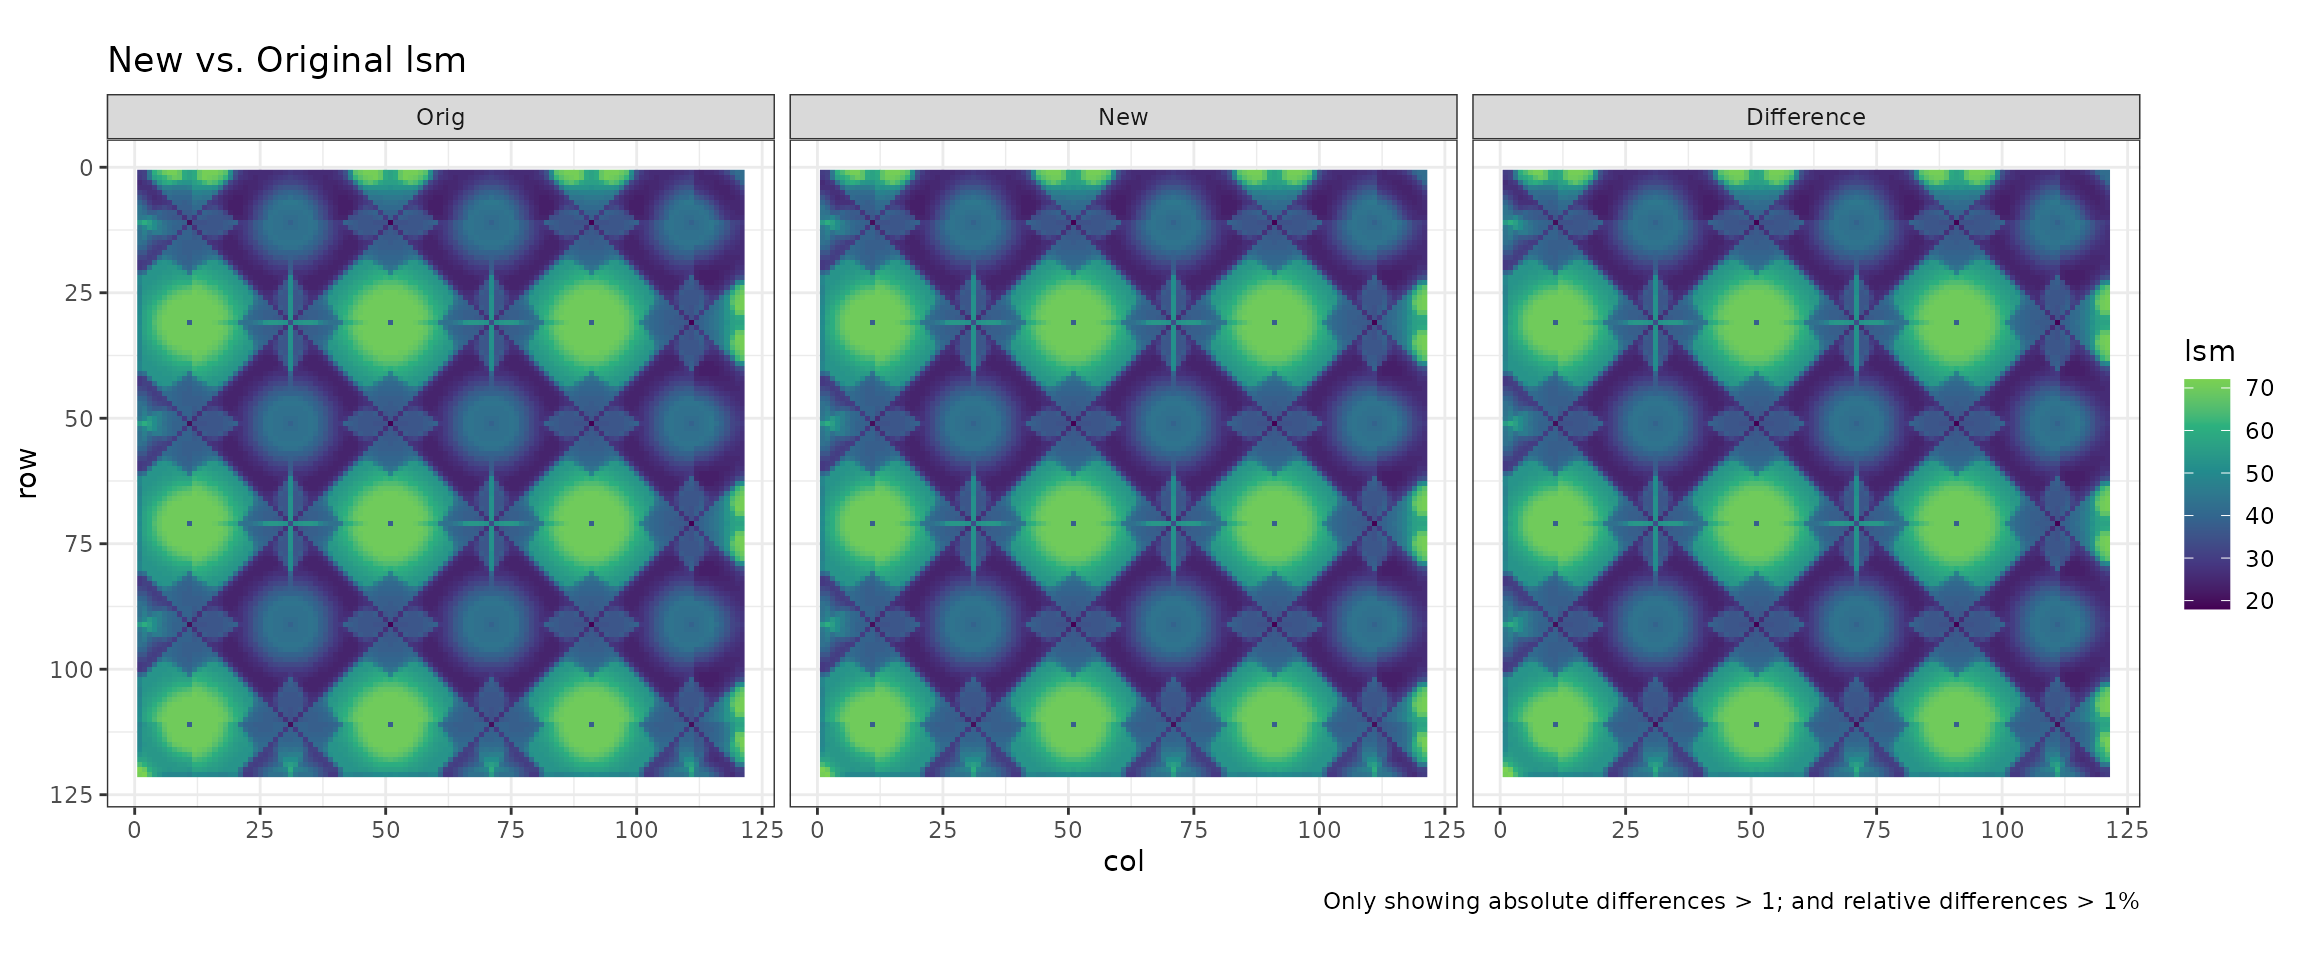 New vs. Original lsm
Orig
New
Difference
0
25
50
75
100
125
row
0 25 50 75 100 125
0 25 50 75 100 125
0 25 50 75 100 125
col
lsm
70
60
50
40
30
20
Only showing absolute differences > 1; and relative differences > 1%